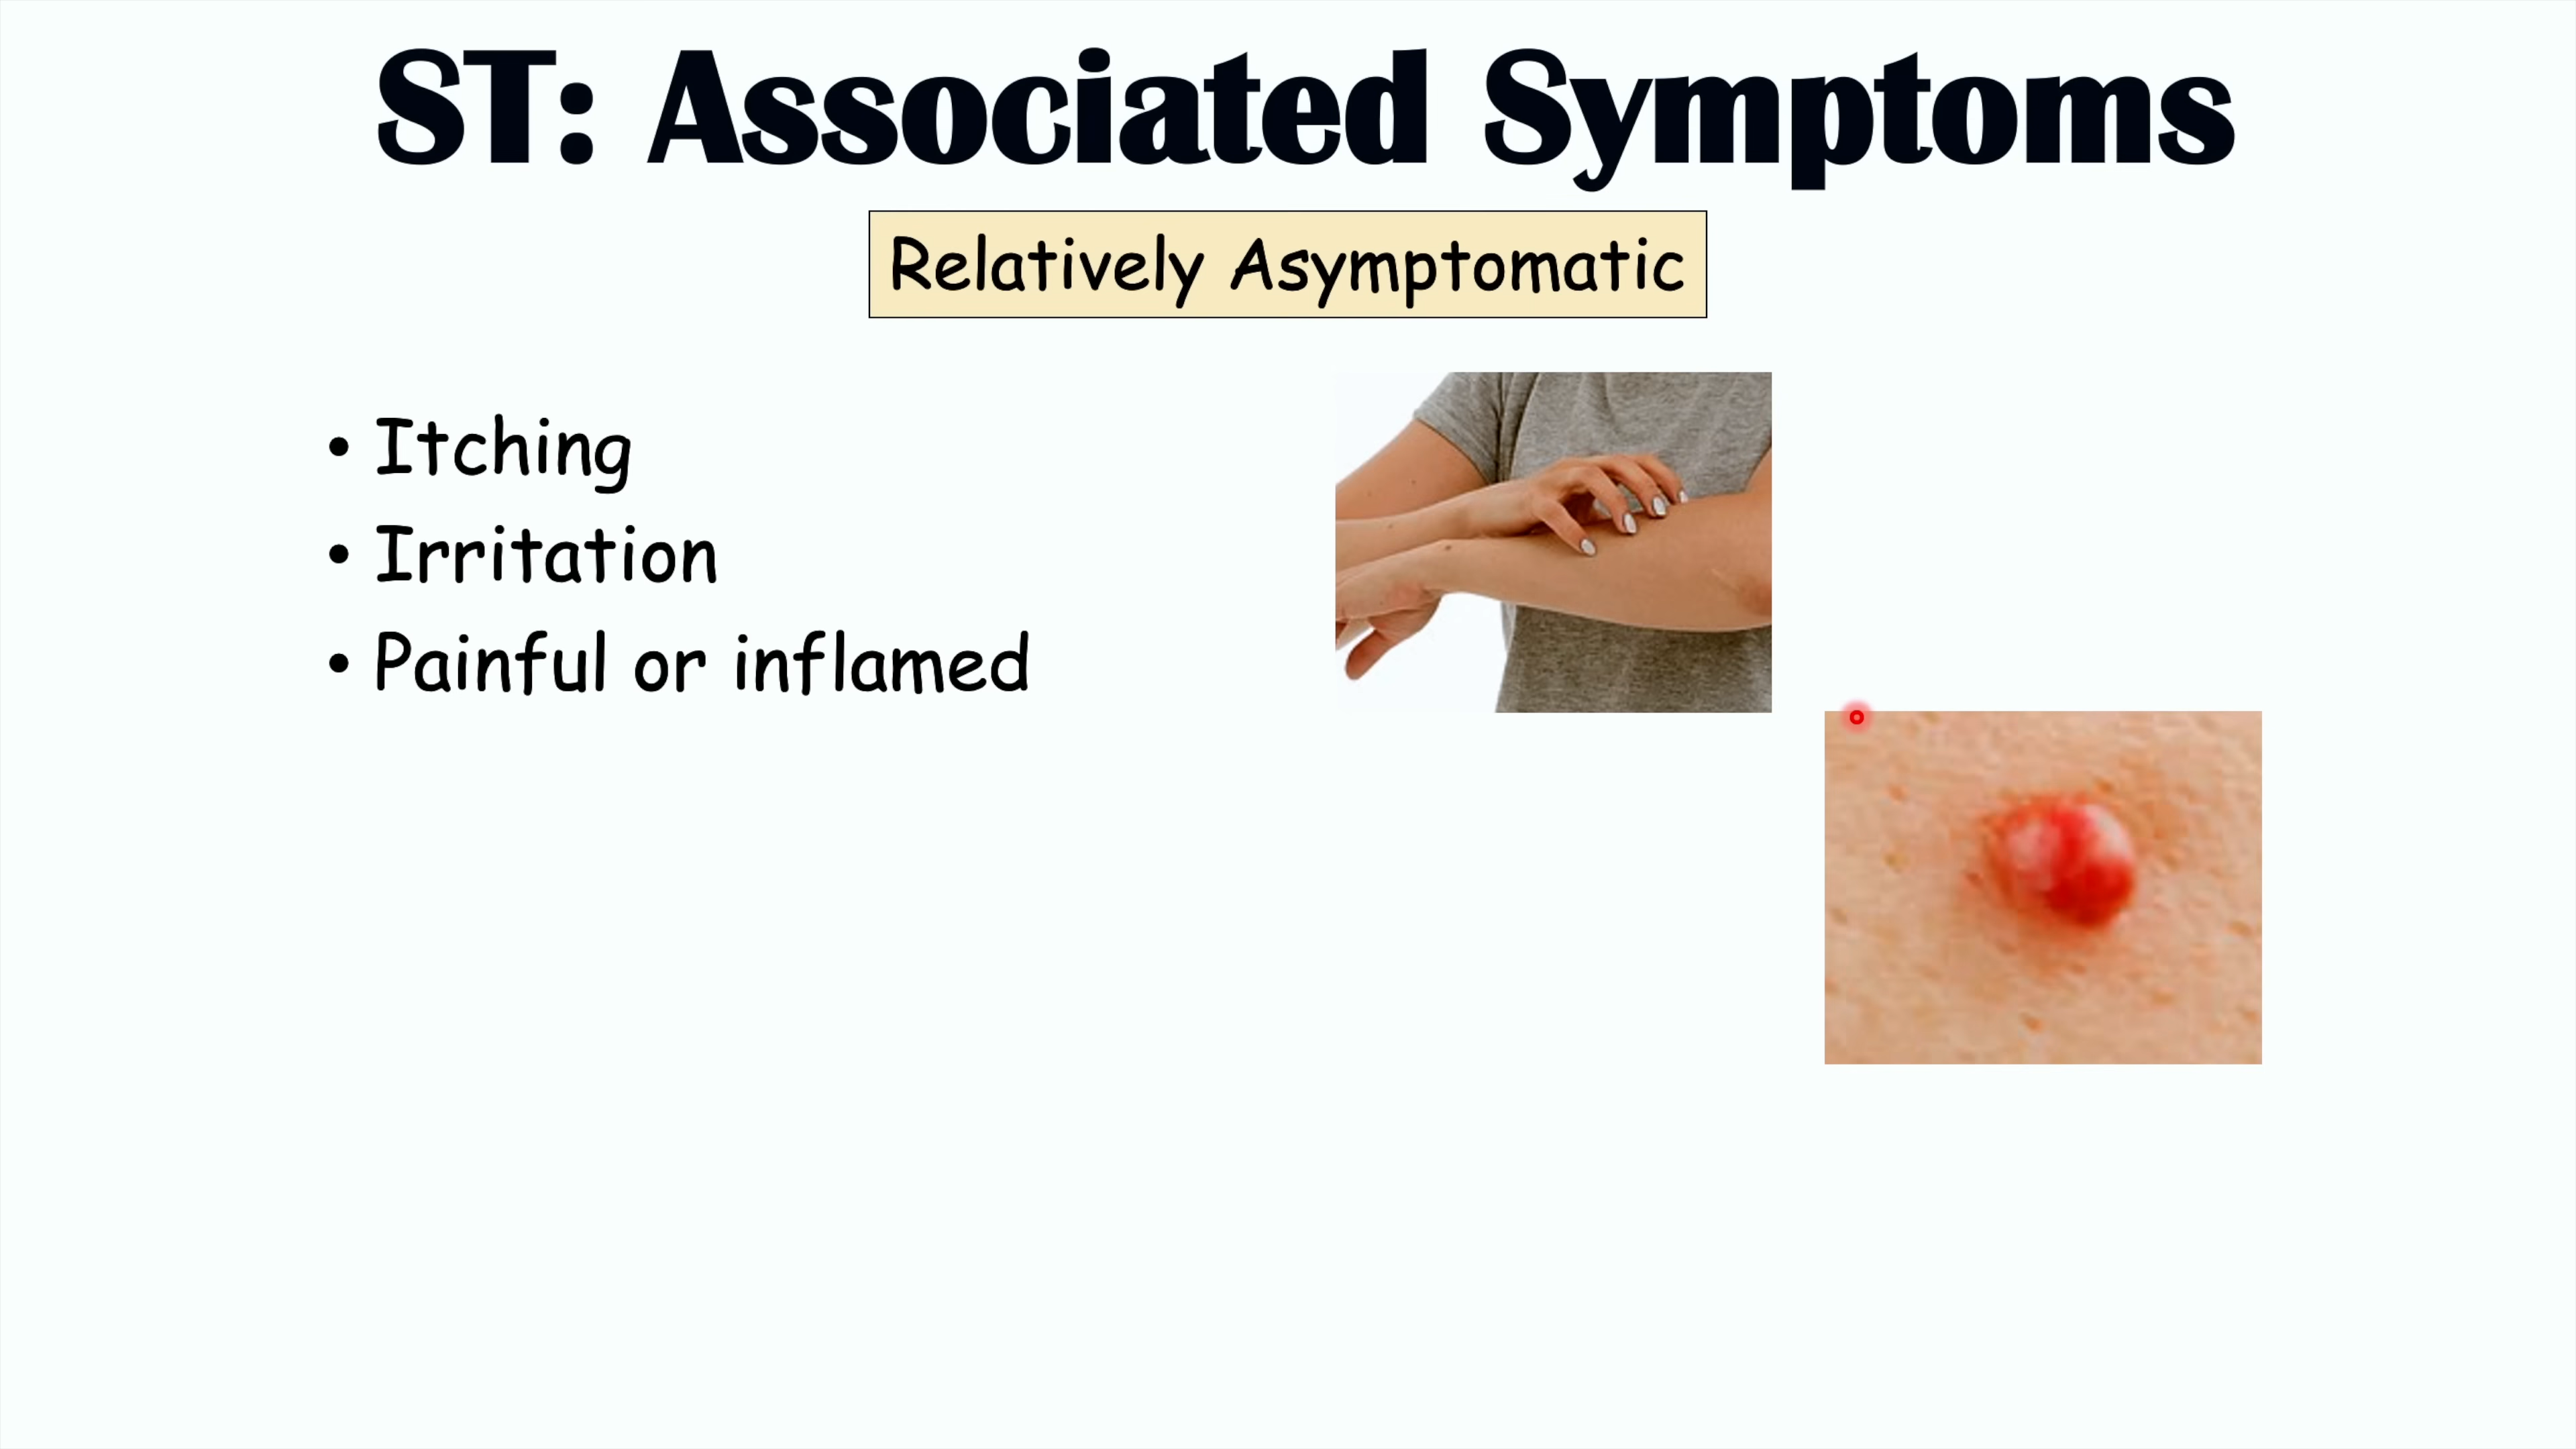 ST: Associated Symptoms
Relatively Asymptomatic
• Itching
• Irritation
• Painful or inflamed